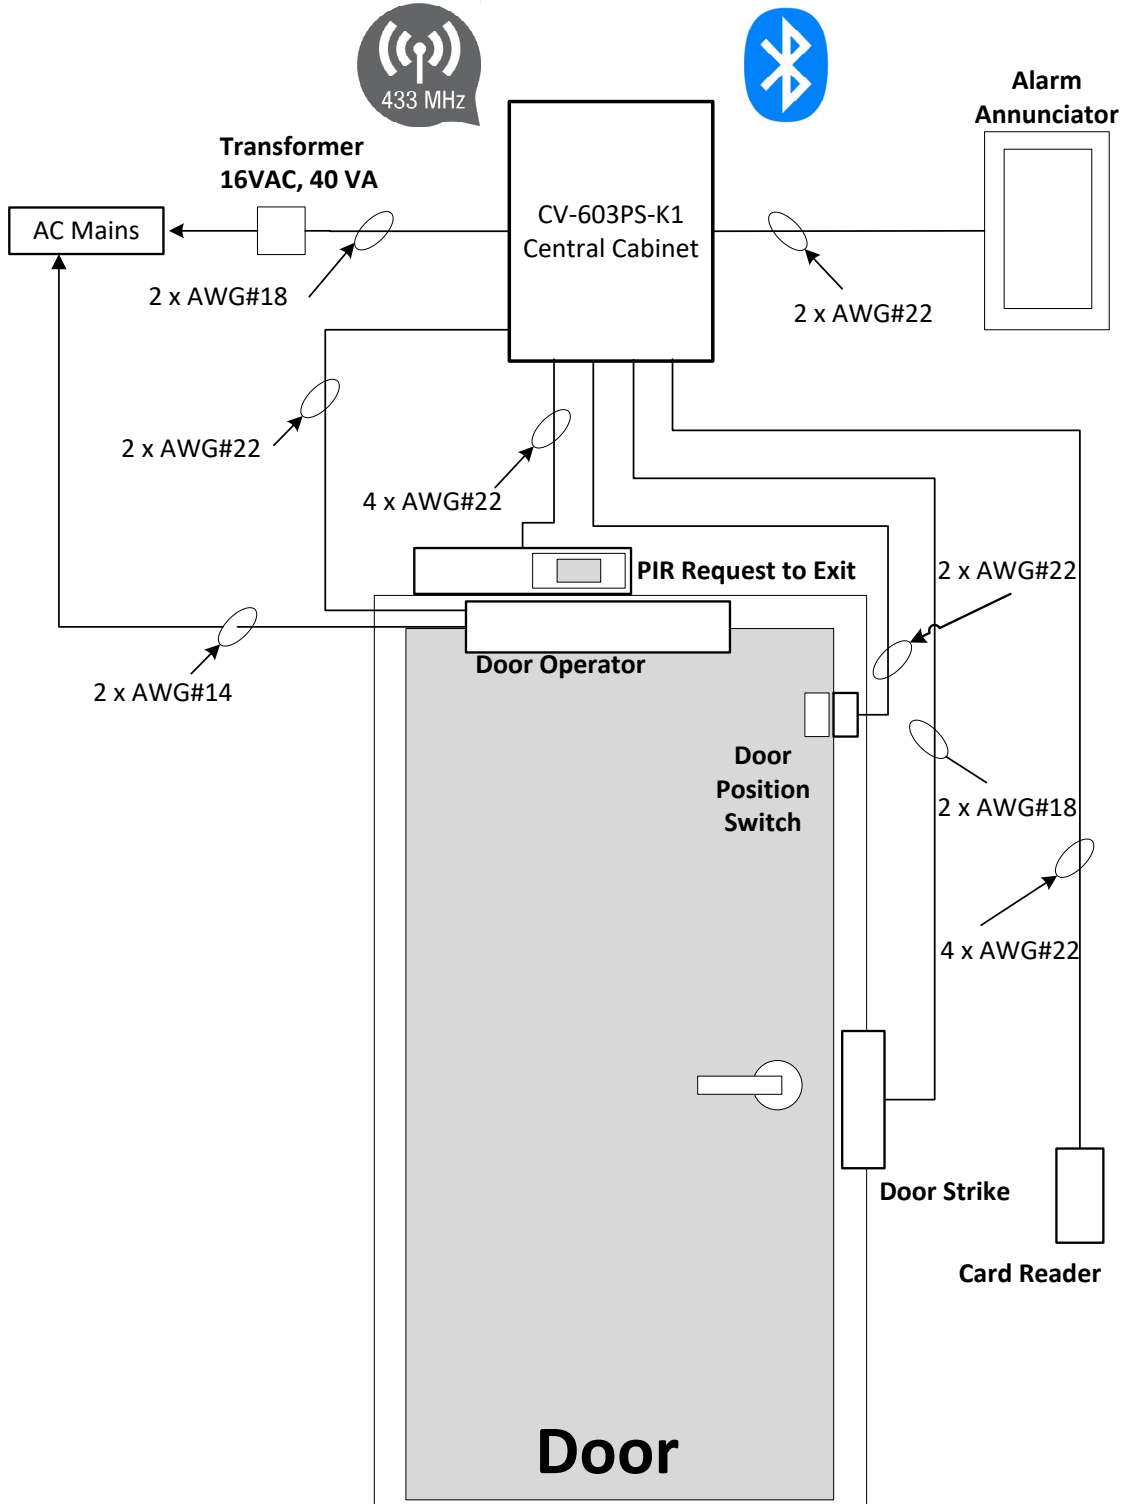 433 MHz
Alarm
Annunciator
Transformer
16VAC, 40 VA
AC Mains
CV-603PS-K1
Central Cabinet
2 x AWG#18
2 x AWG#22
2 x AWG#22
4 x AWG#22
PIR Request to Exit
2 x AWG#22
Door Operator
2 x AWG#14
Door
Position
Switch
2 x AWG#18
4 x AWG#22
Door Strike
Card Reader
Door